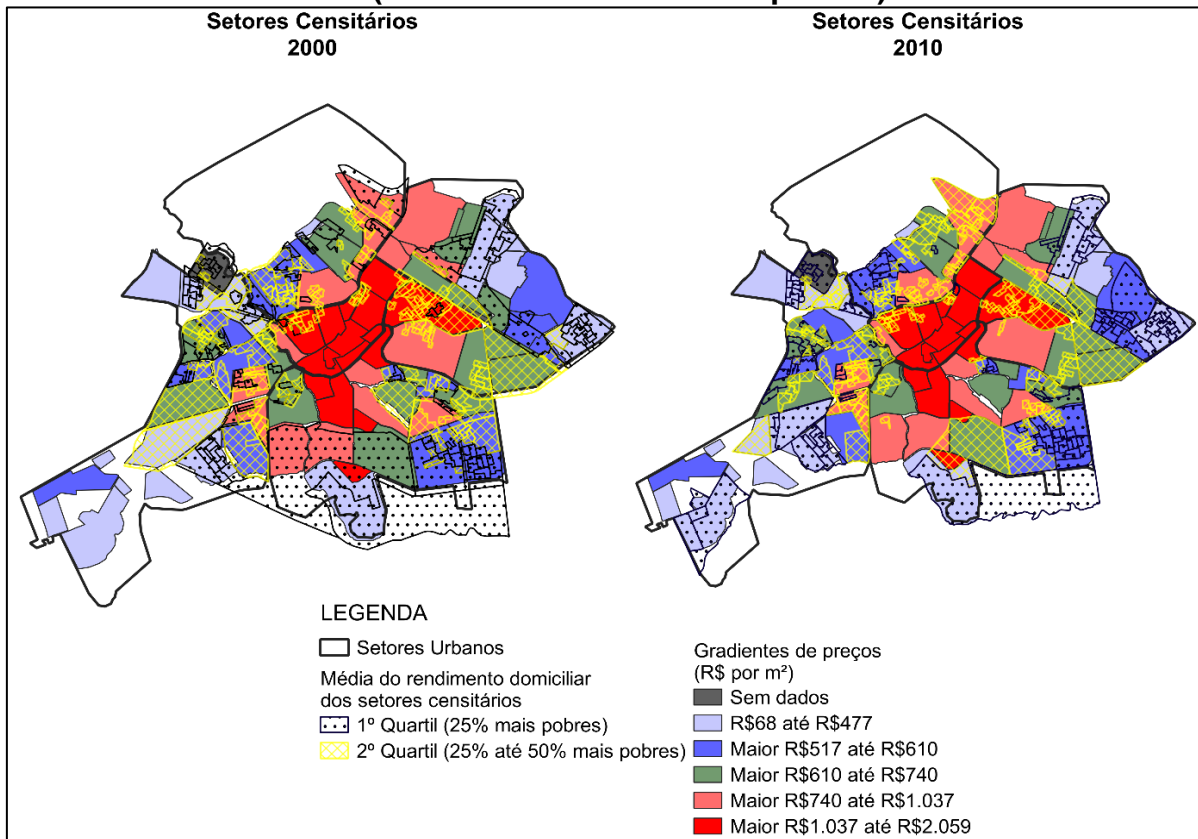 Setores Censitários
2000
Setores Censitários
2010
LEGENDA
Setores Urbanos
Média do rendimento domiciliar
dos setores censitários
1º Quartil (25% mais pobres)
2º Quartil (25% até 50% mais pobres)
Gradientes de preços
(R$ por m²)
Sem dados
R$68 até R$477
Maior R$517 até R$610
Maior R$610 até R$740
Maior R$740 até R$1.037
Maior R$1.037 até R$2.059